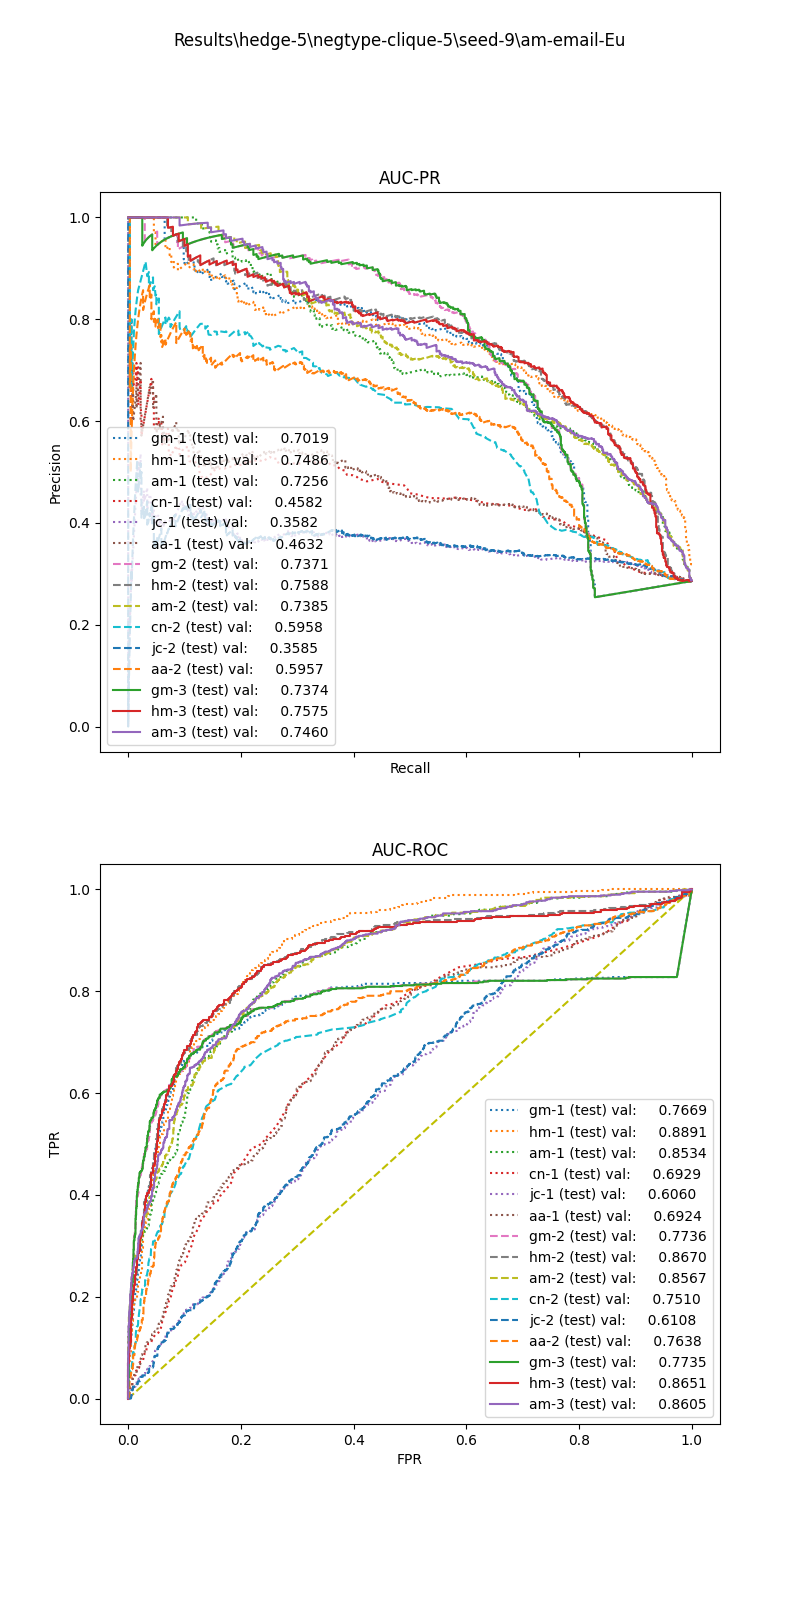 Results\hedge-5\negtype-clique-5\seed-9\am-email-Eu
AUC-PR
1.0
0.8
0.6
0.4
0.2
0.0
Precision
gm-1 (test) val: 0.7019
hm-1 (test) val: 0.7486
am-1 (test) val: 0.7256
cn-1 (test) val: 0.4582
jc-1 (test) val: 0.3582
aa-1 (test) val: 0.4632
gm-2 (test) val: 0.7371
hm-2 (test) val: 0.7588
am-2 (test) val: 0.7385
cn-2 (test) val: 0.5958
jc-2 (test) val: 0.3585
aa-2 (test) val: 0.5957
gm-3 (test) val: 0.7374
hm-3 (test) val: 0.7575
am-3 (test) val: 0.7460
Recall
AUC-ROC
1.0
0.8
0.6
0.4
0.2
0.0
TPR
gm-1 (test) val: 0.7669
hm-1 (test) val: 0.8891
am-1 (test) val: 0.8534
cn-1 (test) val: 0.6929
jc-1 (test) val: 0.6060
aa-1 (test) val: 0.6924
gm-2 (test) val: 0.7736
hm-2 (test) val: 0.8670
am-2 (test) val: 0.8567
cn-2 (test) val: 0.7510
jc-2 (test) val: 0.6108
aa-2 (test) val: 0.7638
gm-3 (test) val: 0.7735
hm-3 (test) val: 0.8651
am-3 (test) val: 0.8605
0.0 0.2 0.4 0.6 0.8 1.0
FPR